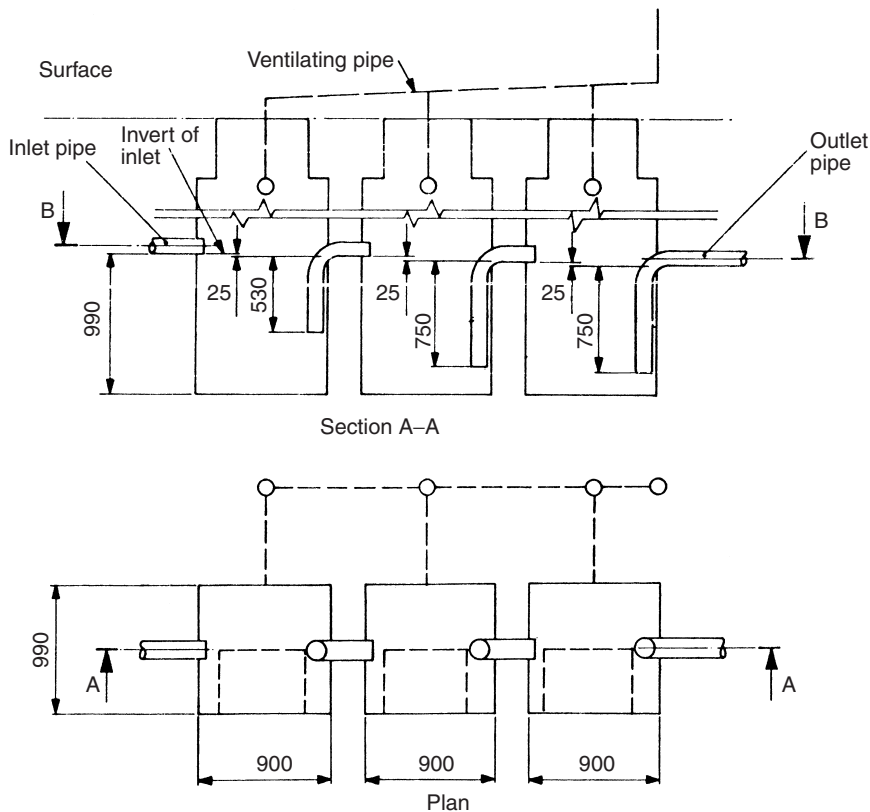 Surface
Ventilating pipe
Inlet pipe
Invert of
inlet
Outlet
pipe
B
B
25
530
25
25
990
750
750
Section A–A
990
A
A
900
900
900
Plan